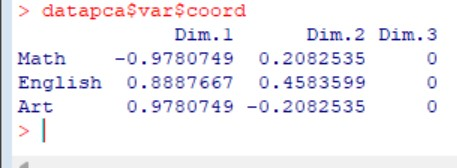 > datapca$var$coord
Dim.1 Dim.2 Dim.3
Math -0.9780749 0.2082535 0
English 0.8887667 0.4583599 0
Art 0.9780749 -0.2082535 0
>